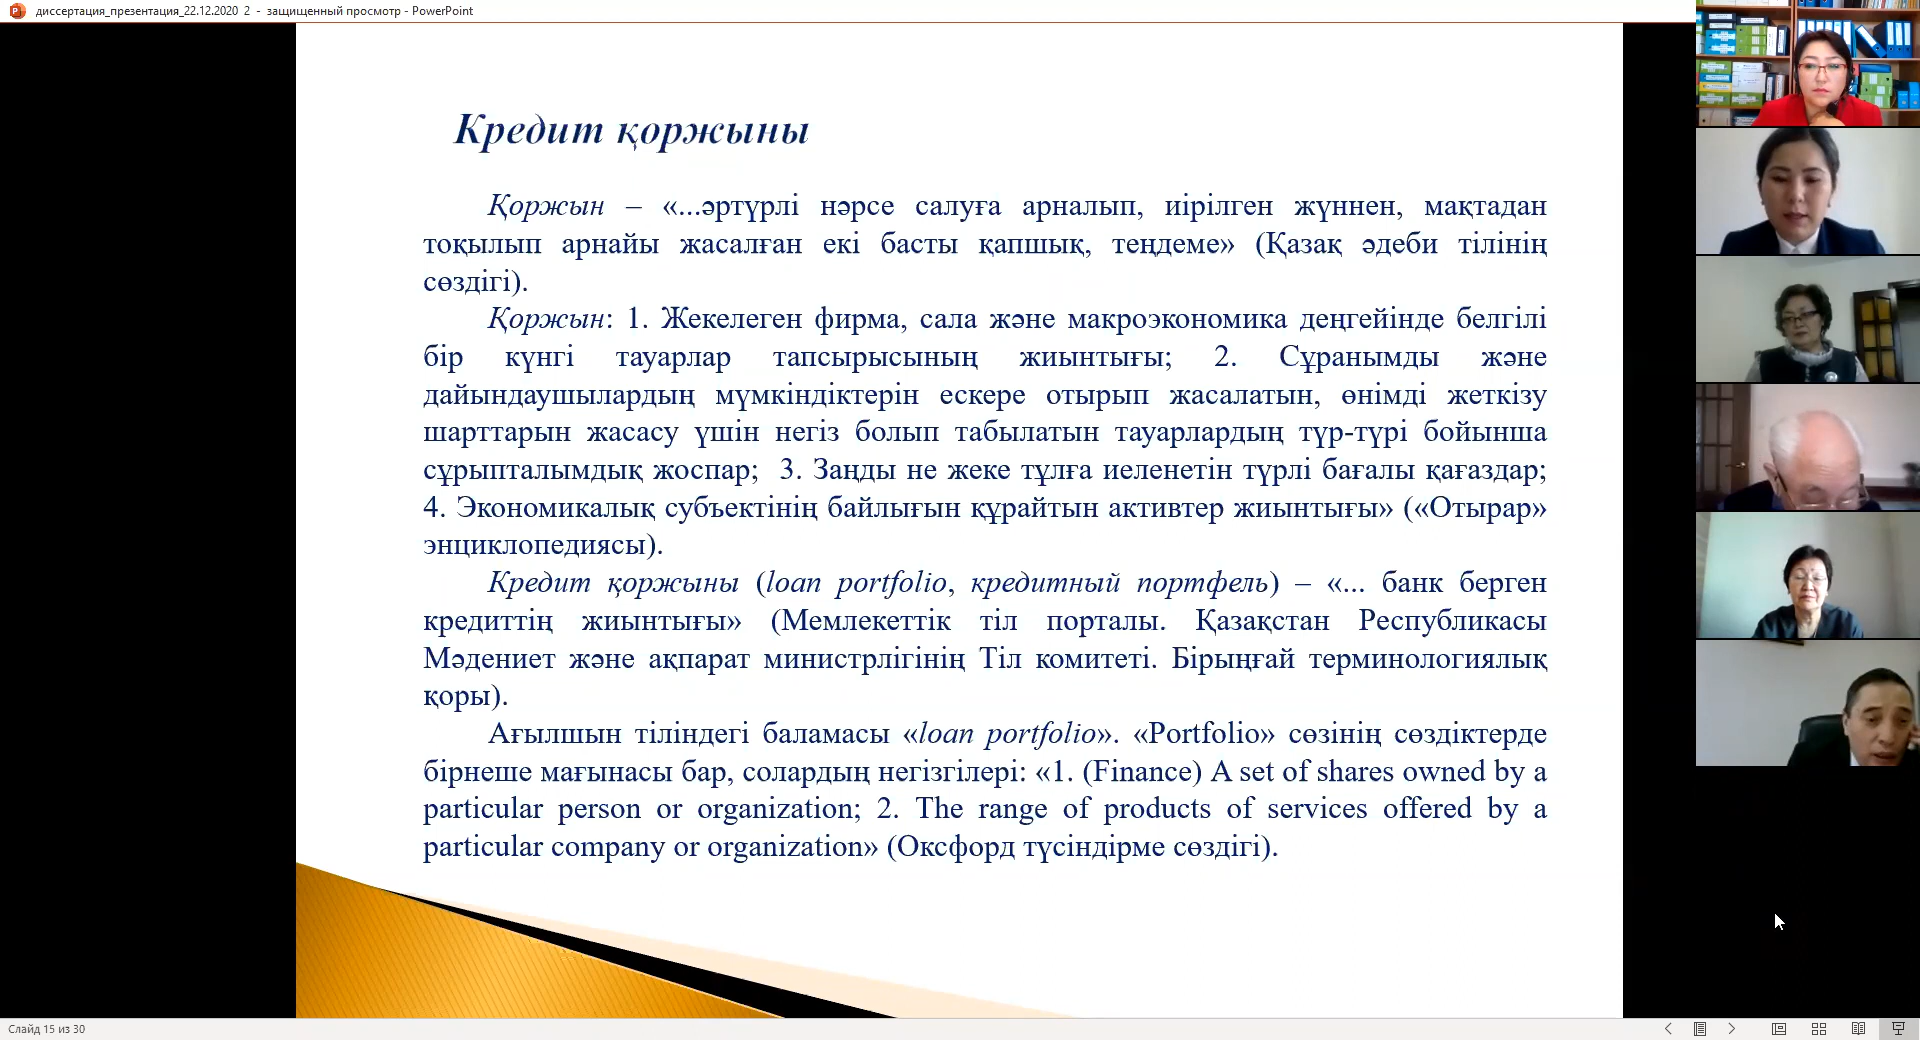 диссертация_презентация_22.12.2020 2 - защищенный просмотр - PowerPoint
Кредит қоржыны
Қоржын – «...әртүрлі нәрсе салуға арналып, иірілген жүннен, мақтадан
тоқылып арнайы жасалған екі басты қапшық, теңдеме» (Қазақ әдеби тілінің
сөздігі).
Қоржын: 1. Жекелеген фирма, сала және макроэкономика деңгейінде белгілі
бір күнгі тауарлар тапсырысының жиынтығы; 2. Сұранымды және
дайындаушылардың мүмкіндіктерін ескере отырып жасалатын, өнімді жеткізу
шарттарын жасасу үшін негіз болып табылатын тауарлардың түр-түрі бойынша
сұрыпталымдық жоспар; 3. Заңды не жеке тұлға иеленетін түрлі бағалы қағаздар;
4. Экономикалық субъектінің байлығын құрайтын активтер жиынтығы» («Отырар»
энциклопедиясы).
Кредит қоржыны (loan portfolio, кредитный портфель) – «... банк берген
кредиттің жиынтығы» (Мемлекеттік тіл порталы. Қазақстан Республикасы
Мәдениет және ақпарат министрлігінің Тіл комитеті. Бірыңғай терминологиялық
қоры).
Ағылшын тіліндегі баламасы «loan portfolio». «Portfolio» сөзінің сөздіктерде
бірнеше мағынасы бар, солардың негізгілері: «1. (Finance) A set of shares owned by a
particular person or organization; 2. The range of products of services offered by a
particular company or organization» (Оксфорд түсіндірме сөздігі).
Слайд 15 из 30